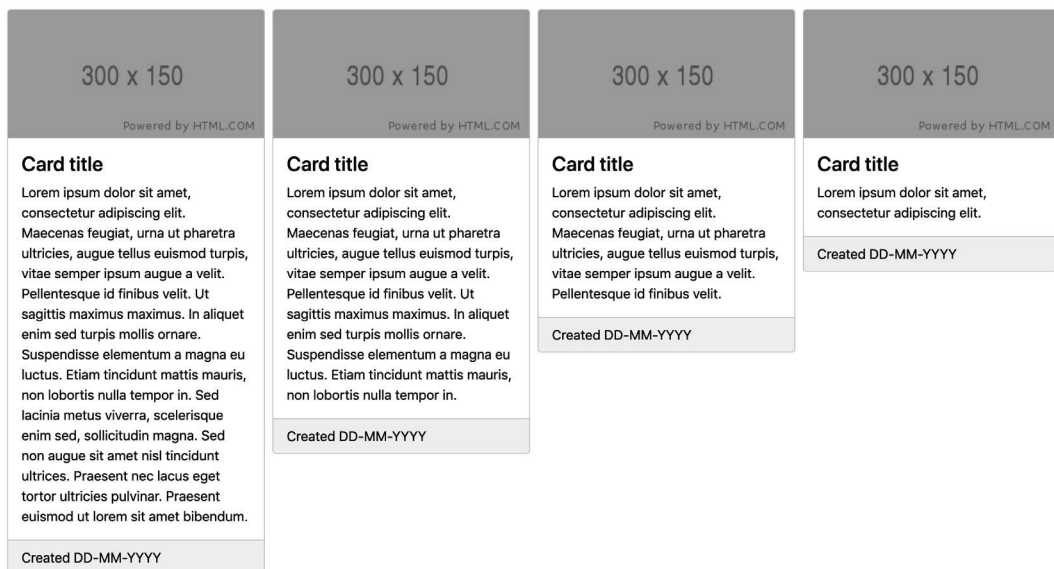 300 x 150
Powered by HTML.COM
Card title
Lorem ipsum dolor sit amet,
consectetur adipiscing elit.
Maecenas feugiat, urna ut pharetra
ultricies, augue tellus euismod turpis,
vitae semper ipsum augue a velit.
Pellentesque id finibus velit. Ut
sagittis maximus maximus. In aliquet
enim sed turpis mollis ornare.
Suspendisse elementum a magna eu
luctus. Etiam tincidunt mattis mauris,
non lobortis nulla tempor in. Sed
lacinia metus viverra, scelerisque
enim sed, sollicitudin magna. Sed
non augue sit amet nisl tincidunt
ultrices. Praesent nec lacus eget
tortor ultricies pulvinar. Praesent
euismod ut lorem sit amet bibendum.
Created DD-MM-YYYY
300 x 150
Powered by HTML.COM
Card title
Lorem ipsum dolor sit amet,
consectetur adipiscing elit.
Maecenas feugiat, urna ut pharetra
ultricies, augue tellus euismod turpis,
vitae semper ipsum augue a velit.
Pellentesque id finibus velit. Ut
sagittis maximus maximus. In aliquet
enim sed turpis mollis ornare.
Suspendisse elementum a magna eu
luctus. Etiam tincidunt mattis mauris,
non lobortis nulla tempor in.
Created DD-MM-YYYY
300 x 150
Powered by HTML.COM
Card title
Lorem ipsum dolor sit amet,
consectetur adipiscing elit.
Maecenas feugiat, urna ut pharetra
ultricies, augue tellus euismod turpis,
vitae semper ipsum augue a velit.
Pellentesque id finibus velit.
Created DD-MM-YYYY
300 x 150
Powered by HTML.COM
Card title
Lorem ipsum dolor sit amet,
consectetur adipiscing elit.
Created DD-MM-YYYY